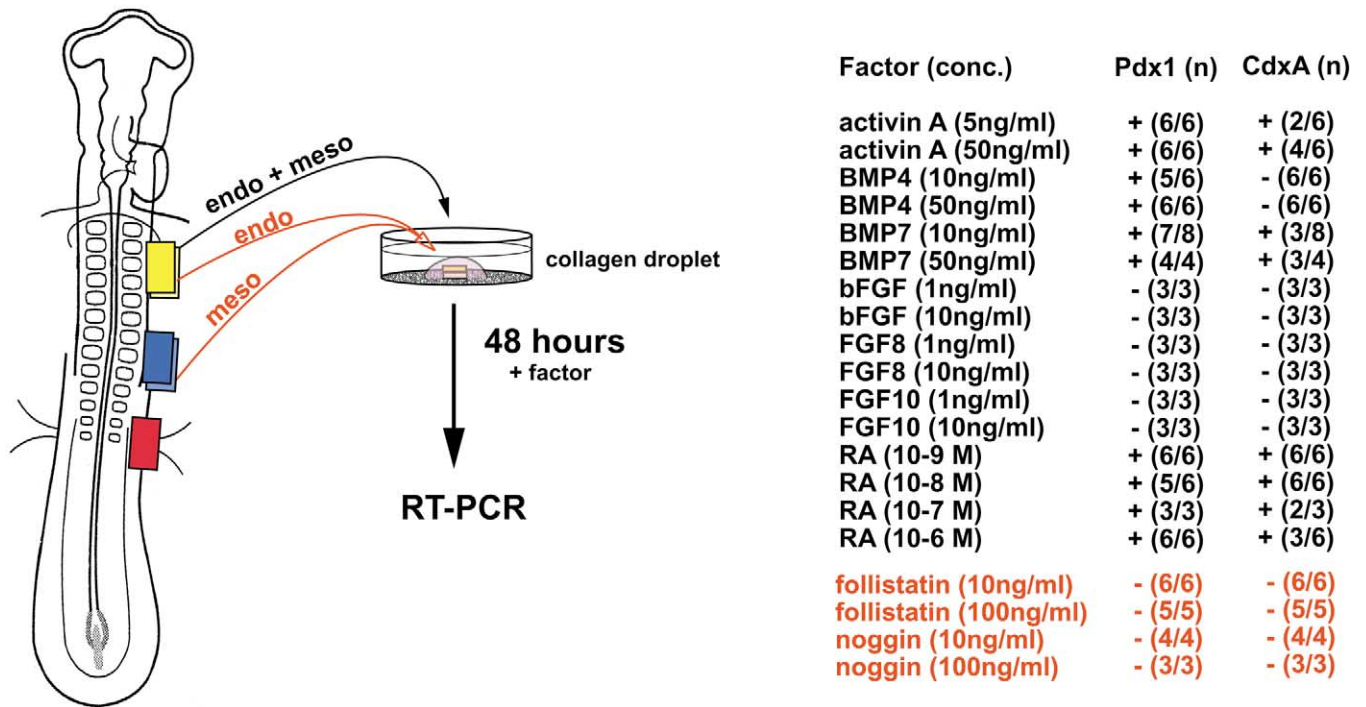 endo + meso
endo
meso
collagen droplet
48 hours
+ factor
RT-PCR
Factor (conc.) Pdx1 (n) CdxA (n)
activin A (5ng/ml) + (6/6) + (2/6)
activin A (50ng/ml) + (6/6) + (4/6)
BMP4 (10ng/ml) + (5/6) - (6/6)
BMP4 (50ng/ml) + (6/6) - (6/6)
BMP7 (10ng/ml) + (7/8) + (3/8)
BMP7 (50ng/ml) + (4/4) + (3/4)
bFGF (1ng/ml) - (3/3) - (3/3)
bFGF (10ng/ml) - (3/3) - (3/3)
FGF8 (1ng/ml) - (3/3) - (3/3)
FGF8 (10ng/ml) - (3/3) - (3/3)
FGF10 (1ng/ml) - (3/3) - (3/3)
FGF10 (10ng/ml) - (3/3) - (3/3)
RA (10-9 M) + (6/6) + (6/6)
RA (10-8 M) + (5/6) + (6/6)
RA (10-7 M) + (3/3) + (2/3)
RA (10-6 M) + (6/6) + (3/6)
follistatin (10ng/ml) - (6/6) - (6/6)
follistatin (100ng/ml) - (5/5) - (5/5)
noggin (10ng/ml) - (4/4) - (4/4)
noggin (100ng/ml) - (3/3) - (3/3)